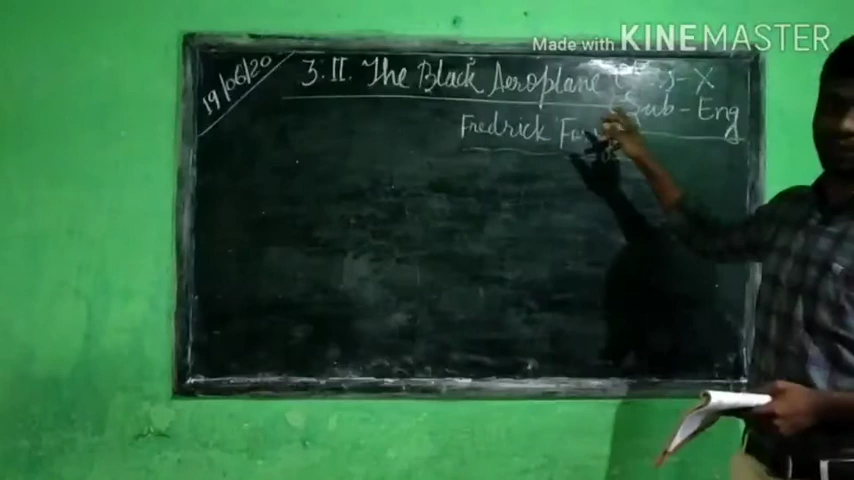 Made with KINEMASTER
19/06/20
3.II. The Black Aeroplane X
Sub - Eng
Fredrick